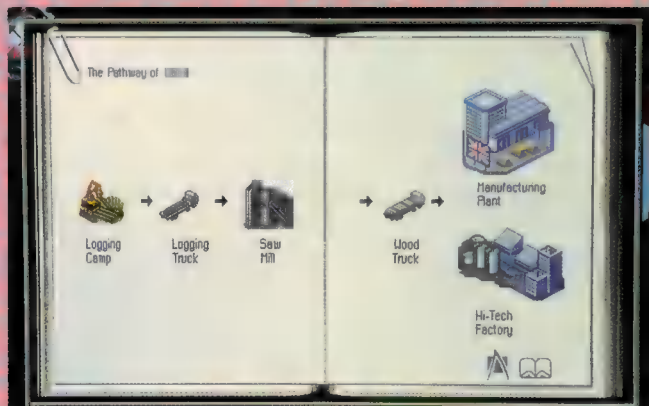 The Pathway of
Logging
Camp
Logging
Truck
Saw
Mill
Wood
Truck
Manufacturing
Plant
Hi-Tech
Factory